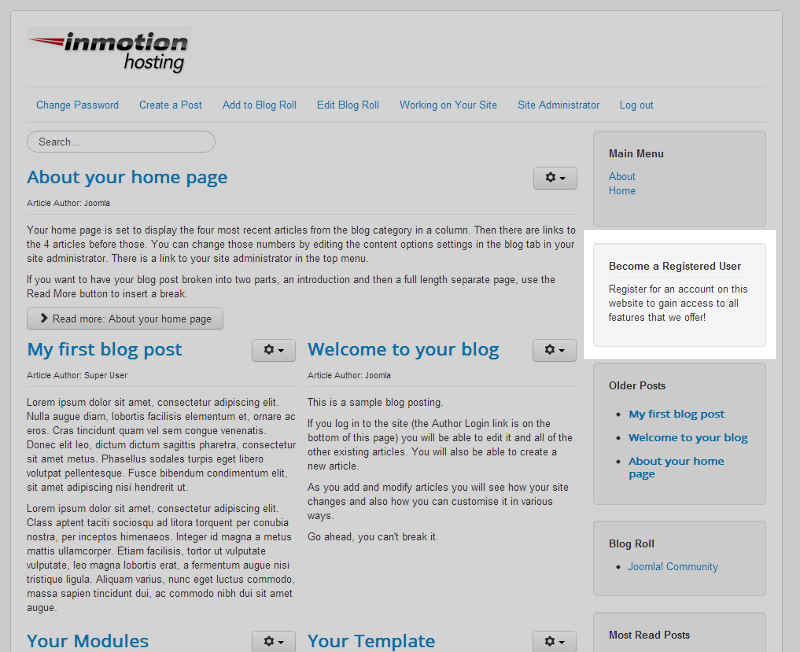 inmotion
hosting
Change Password
Create a Post
Add to Blog Roll
Edit Blog Roll
Working on Your Site
Site Administrator
Log out
Search...
About your home page
Article Author: Joomla
Your home page is set to display the four most recent articles from the blog category in a column. Then there are links to
the 4 articles before those. You can change those numbers by editing the content options settings in the blog tab in your
site administrator. There is a link to your site administrator in the top menu.
If you want to have your blog post broken into two parts, an introduction and then a full length separate page, use the
Read More button to insert a break.
Read more: About your home page
My first blog post
Article Author: Super User
Lorem ipsum dolor sit amet, consectetur adipiscing elit.
Nulla augue diam, lobortis facilisis elementum et, ornare ac
eros. Cras tincidunt quam vel sem congue venenatis.
Donec elit leo, dictum dictum sagittis pharetra, consectetur
sit amet metus. Phasellus sodales turpis eget libero
volutpat pellentesque. Fusce bibendum condimentum elit,
sit amet adipiscing nisi hendrerit ut.
Lorem ipsum dolor sit amet, consectetur adipiscing elit.
Class aptent taciti sociosqu ad litora torquent per conubia
nostra, per inceptos himenaeos. Integer id magna a metus
mattis ullamcorper. Etiam facilisis, tortor ut vulputate
vulputate, leo magna lobortis erat, a fermentum augue nisi
tristique ligula. Aliquam varius, nunc eget luctus commodo,
massa sapien tincidunt dui, ac commodo nibh dui sit amet
augue.
Welcome to your blog
Article Author: Joomla
This is a sample blog posting.
If you log in to the site (the Author Login link is on the
bottom of this page) you will be able to edit it and all of the
other existing articles. You will also be able to create a
new article.
As you add and modify articles you will see how your site
changes and also how you can customise it in various
ways.
Go ahead, you can't break it.
Your Modules
Your Template
Main Menu
About
Home
Become a Registered User
Register for an account on this
website to gain access to all
features that we offer!
Older Posts
My first blog post
Welcome to your blog
About your home
page
Blog Roll
Joomla! Community
Most Read Posts